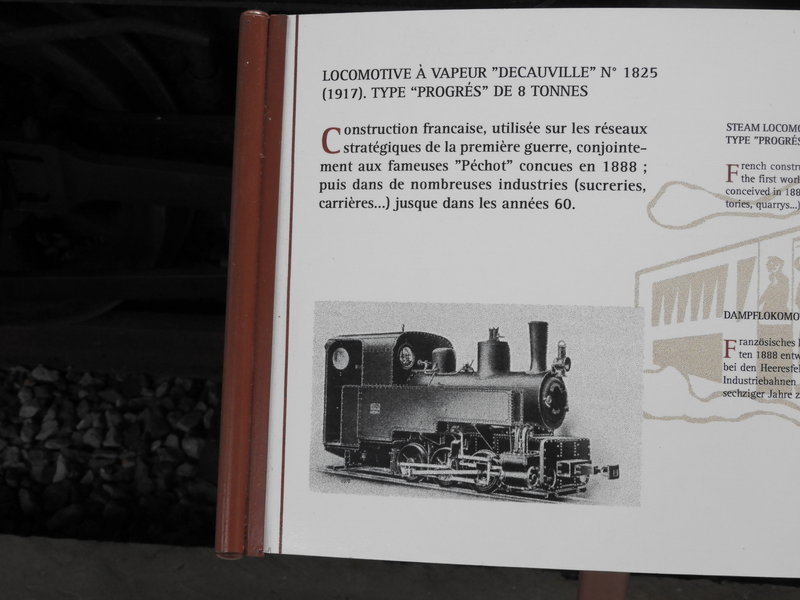 LOCOMOTIVE À VAPEUR "DECAUVILLE" N° 1825
(1917). TYPE "PROGRÉS" DE 8 TONNES
Construction francaise, utilisée sur les réseaux
stratégiques de la première guerre, conjointe-
ment aux fameuses "Péchot" concues en 1888 ;
puis dans de nombreuses industries (sucreries,
carrières...) jusque dans les années 60.
STEAM LOCOMO
TYPE "PROGRÉS
French constr
the first worl
conceived in 188
tories, quarrys...)
DAMPFLOKOMO
Französisches
ten 1888 entw
bei den Heeresfel
Industriebahnen
sechziger Jahre z